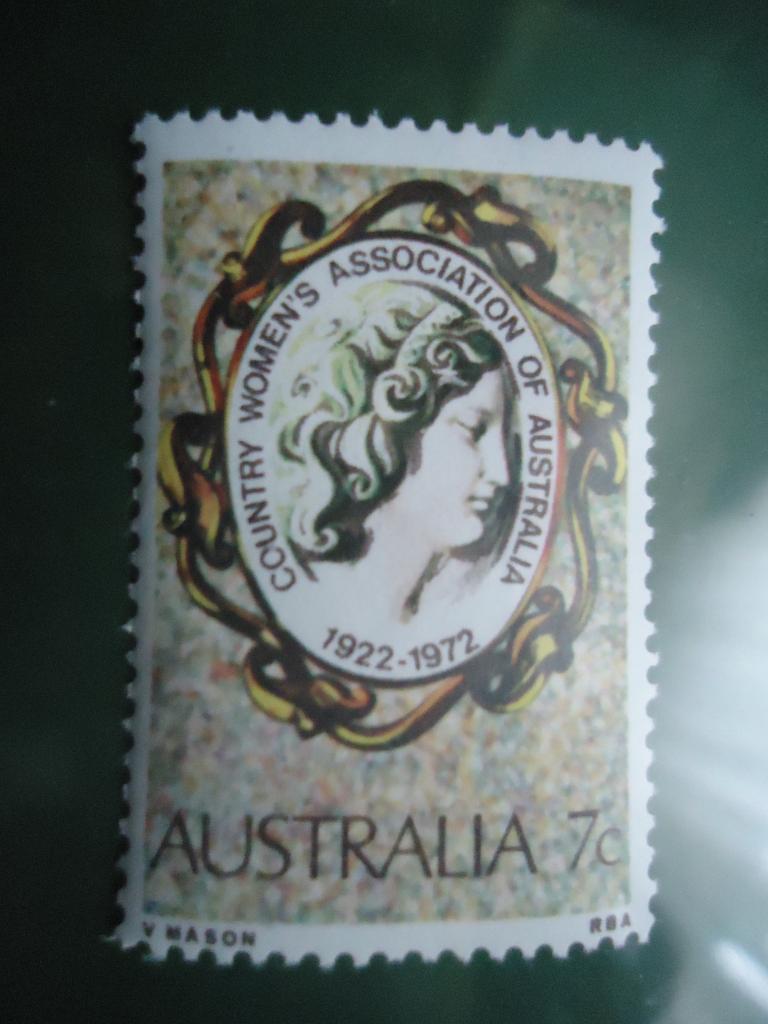 COUNTRY WOMEN'S ASSOCIATION OF AUSTRALIA
1922-1972
AUSTRALIA 7c
V MASON RBA